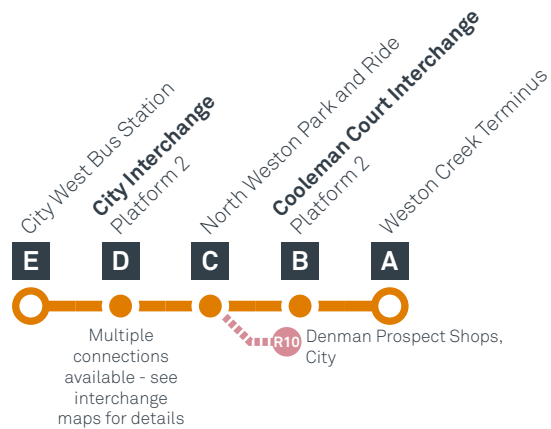 City West Bus Station
City Interchange
Platform 2
North Weston Park and Ride
Cooleman Court Interchange
Platform 2
Weston Creek Terminus
E
D
C
B
A
Multiple
connections
available - see
interchange
maps for details
R10
Denman Prospect Shops,
City